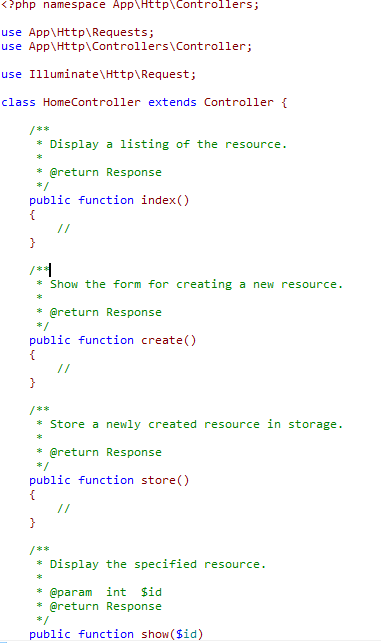 <?php namespace App\Http\Controllers;
use App\Http\Requests;
use App\Http\Controllers\Controller;
use Illuminate\Http\Request;
class HomeController extends Controller {
/**
* Display a listing of the resource.
*
* @return Response
*/
public function index()
{
//
}
/**
* Show the form for creating a new resource.
*
* @return Response
*/
public function create()
{
//
}
/**
* Store a newly created resource in storage.
*
* @return Response
*/
public function store()
{
//
}
/**
* Display the specified resource.
*
* @param  int  $id
* @return Response
*/
public function show($id)